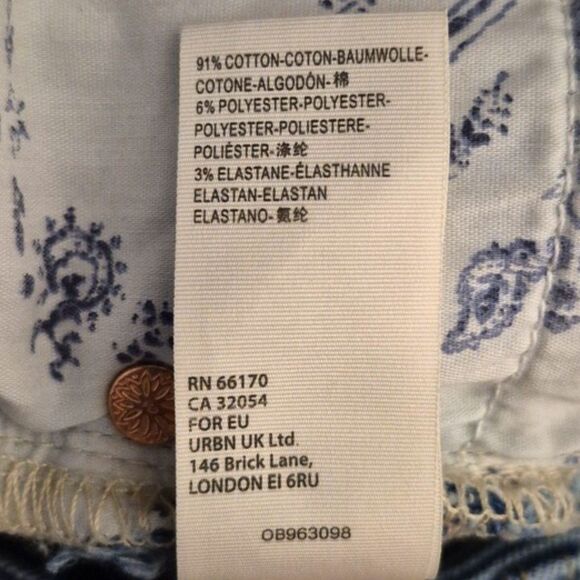 91% COTTON-COTON-BAUMWOLLE-
COTONE-ALGODÓN-棉
6% POLYESTER-POLYESTER-
POLYESTER-POLIESTERE-
POLIÉSTER-涤纶
3% ELASTANE-ÉLASTHANNE
ELASTAN-ELASTAN
ELASTANO-氨纶
RN 66170
CA 32054
FOR EU
URBN UK Ltd.
146 Brick Lane,
LONDON EI 6RU
OB963098